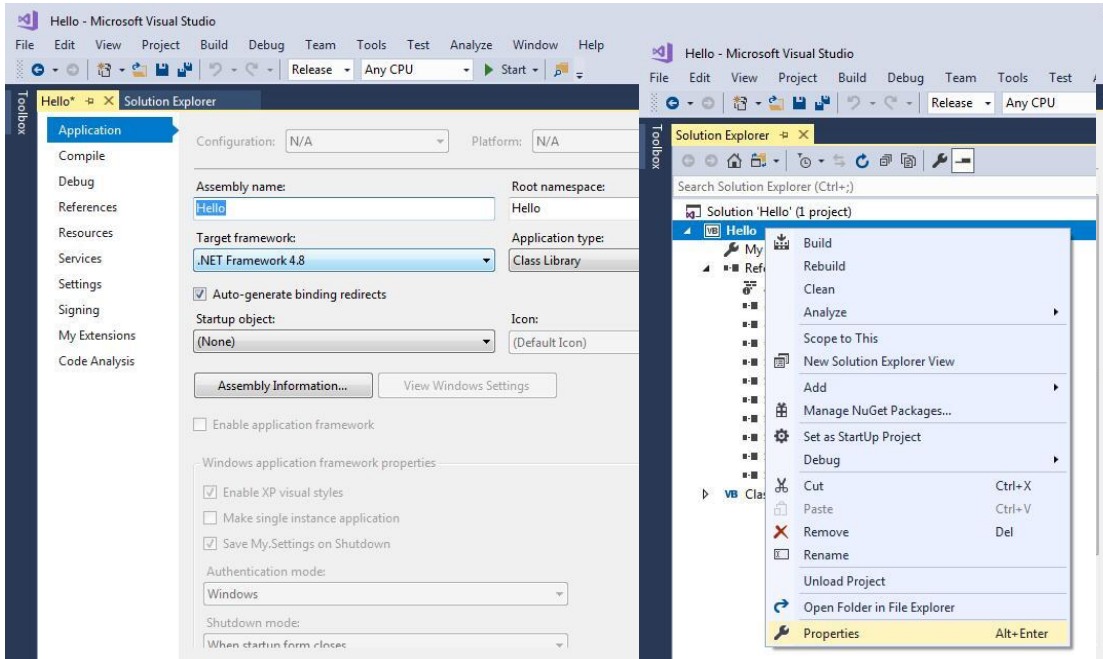 Hello - Microsoft Visual Studio
File Edit View Project Build Debug Team Tools Test Analyze Window Help
Release Any CPU Start
Toolbox
Hello* Solution Explorer
Application
Compile
Debug
References
Resources
Services
Settings
Signing
My Extensions
Code Analysis
Configuration: N/A Platform: N/A
Assembly name: Root namespace:
Hello Hello
Target framework: Application type:
.NET Framework 4.8 Class Library
Auto-generate binding redirects
Startup object: Icon:
(None) (Default Icon)
Assembly Information... View Windows Settings
Enable application framework
Windows application framework properties
Enable XP visual styles
Make single instance application
Save My.Settings on Shutdown
Authentication mode:
Windows
Shutdown mode:
When startup form closes
Hello - Microsoft Visual Studio
File Edit View Project Build Debug Team Tools Test
Release Any CPU
Toolbox
Solution Explorer
Search Solution Explorer (Ctrl+;)
Solution 'Hello' (1 project)
VB Hello
My
Refe
VB Clas
Build
Rebuild
Clean
Analyze
Scope to This
New Solution Explorer View
Add
Manage NuGet Packages...
Set as StartUp Project
Debug
Cut Ctrl+X
Paste Ctrl+V
Remove Del
Rename
Unload Project
Open Folder in File Explorer
Properties Alt+Enter